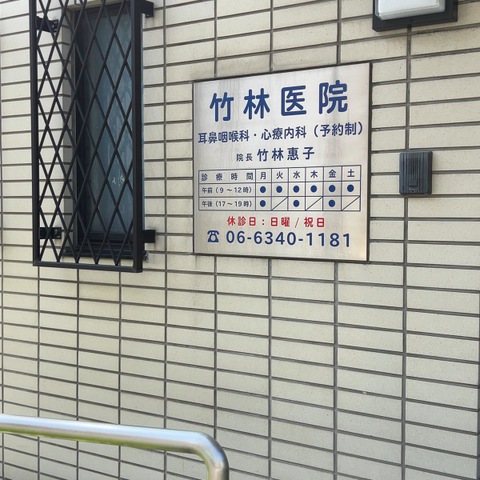 竹林医院
耳鼻咽喉科・心療内科(予約制)
院長 竹林惠子
診療時間 月 火 水 木 金 土
午前(9〜12時) ● ● ● ● ● ●
午後(17〜19時) ● ／ ● ／ ● ／
休診日:日曜/祝日
☎ 06-6340-1181